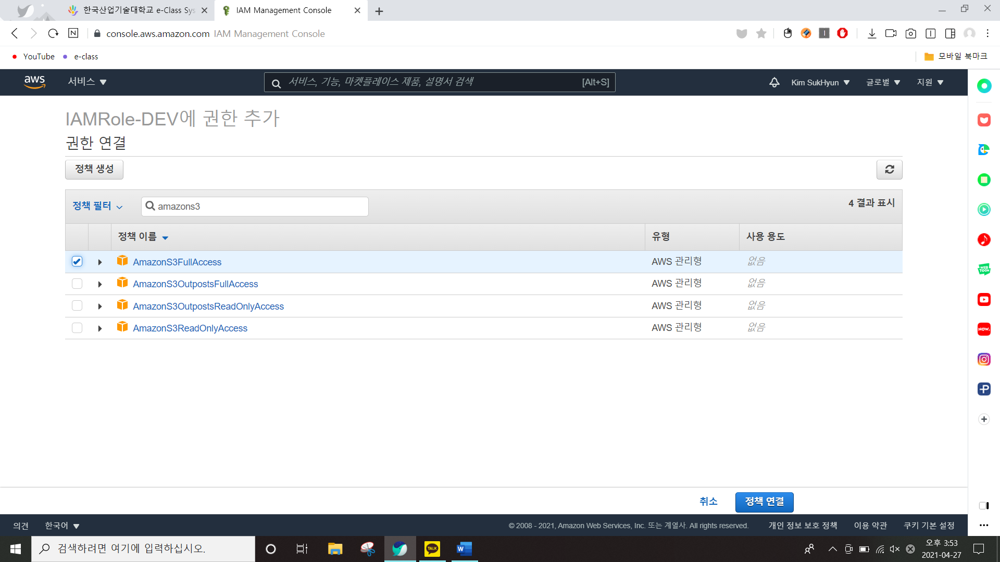 한국산업기술대학교 e-Class Sys
IAM Management Console
N
console.aws.amazon.com IAM Management Console
YouTube
e-class
모바일 북마크
aws
서비스
서비스, 기능, 마켓플레이스 제품, 설명서 검색
[Alt+S]
Kim SukHyun
글로벌
지원
IAMRole-DEV에 권한 추가
권한 연결
정책 생성
정책 필터
amazons3
4 결과 표시
정책 이름
유형
사용 용도
AmazonS3FullAccess
AWS 관리형
없음
AmazonS3OutpostsFullAccess
AWS 관리형
없음
AmazonS3OutpostsReadOnlyAccess
AWS 관리형
없음
AmazonS3ReadOnlyAccess
AWS 관리형
없음
WEB TOON
NOW.
취소
정책 연결
의견
한국어
© 2008 - 2021, Amazon Web Services, Inc. 또는 계열사. All rights reserved.
개인 정보 보호 정책
이용 약관
쿠키 기본 설정
검색하려면 여기에 입력하십시오.
TALK
W
오후 3:53
2021-04-27